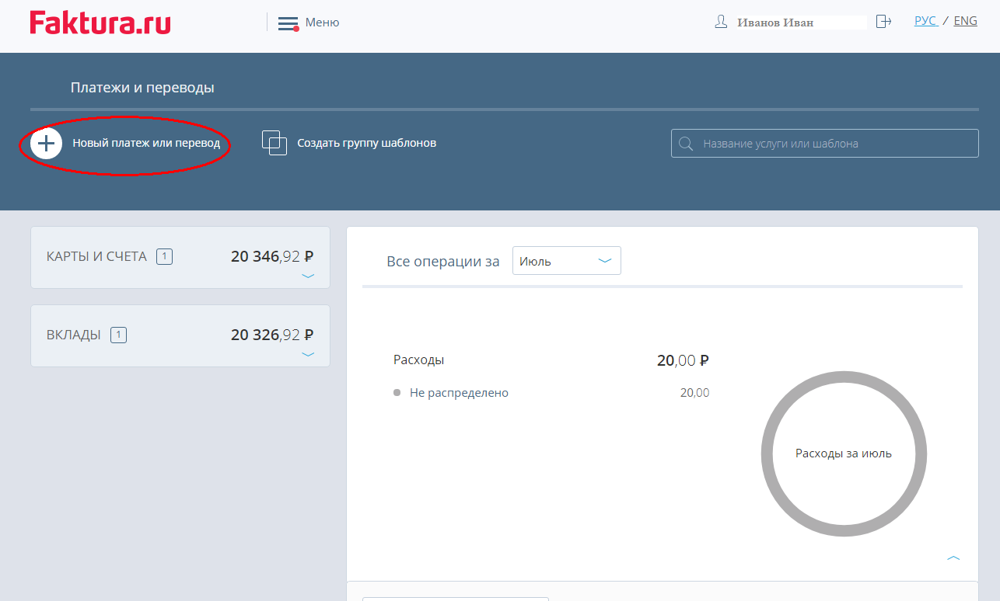 Faktura.ru
Меню
Иванов Иван
РУС / ENG
Платежи и переводы
Новый платеж или перевод
Создать группу шаблонов
Название услуги или шаблона
КАРТЫ И СЧЕТА 1 20 346,92 ₽
ВКЛАДЫ 1 20 326,92 ₽
Все операции за Июль
Расходы 20,00 ₽
Не распределено 20,00
Расходы за июль